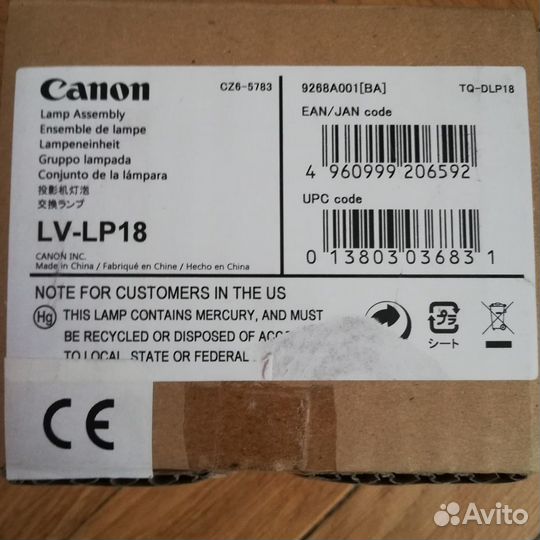 Canon
CZ6-5783
9268A001[BA]
TQ-DLP18
Lamp Assembly
Ensemble de lampe
Lampeneinheit
Gruppo lampada
Conjunto de la lámpara
投影机灯泡
交換ランプ
LV-LP18
CANON INC.
Made in China / Fabriqué en Chine / Hecho en China
EAN/JAN code
4 960999 206592
UPC code
0 13803 03683 1
NOTE FOR CUSTOMERS IN THE US
Hg THIS LAMP CONTAINS MERCURY, AND MUST
BE RECYCLED OR DISPOSED OF
TO LOCAL, STATE OR FEDERAL
プラ
シート
CE
Avito